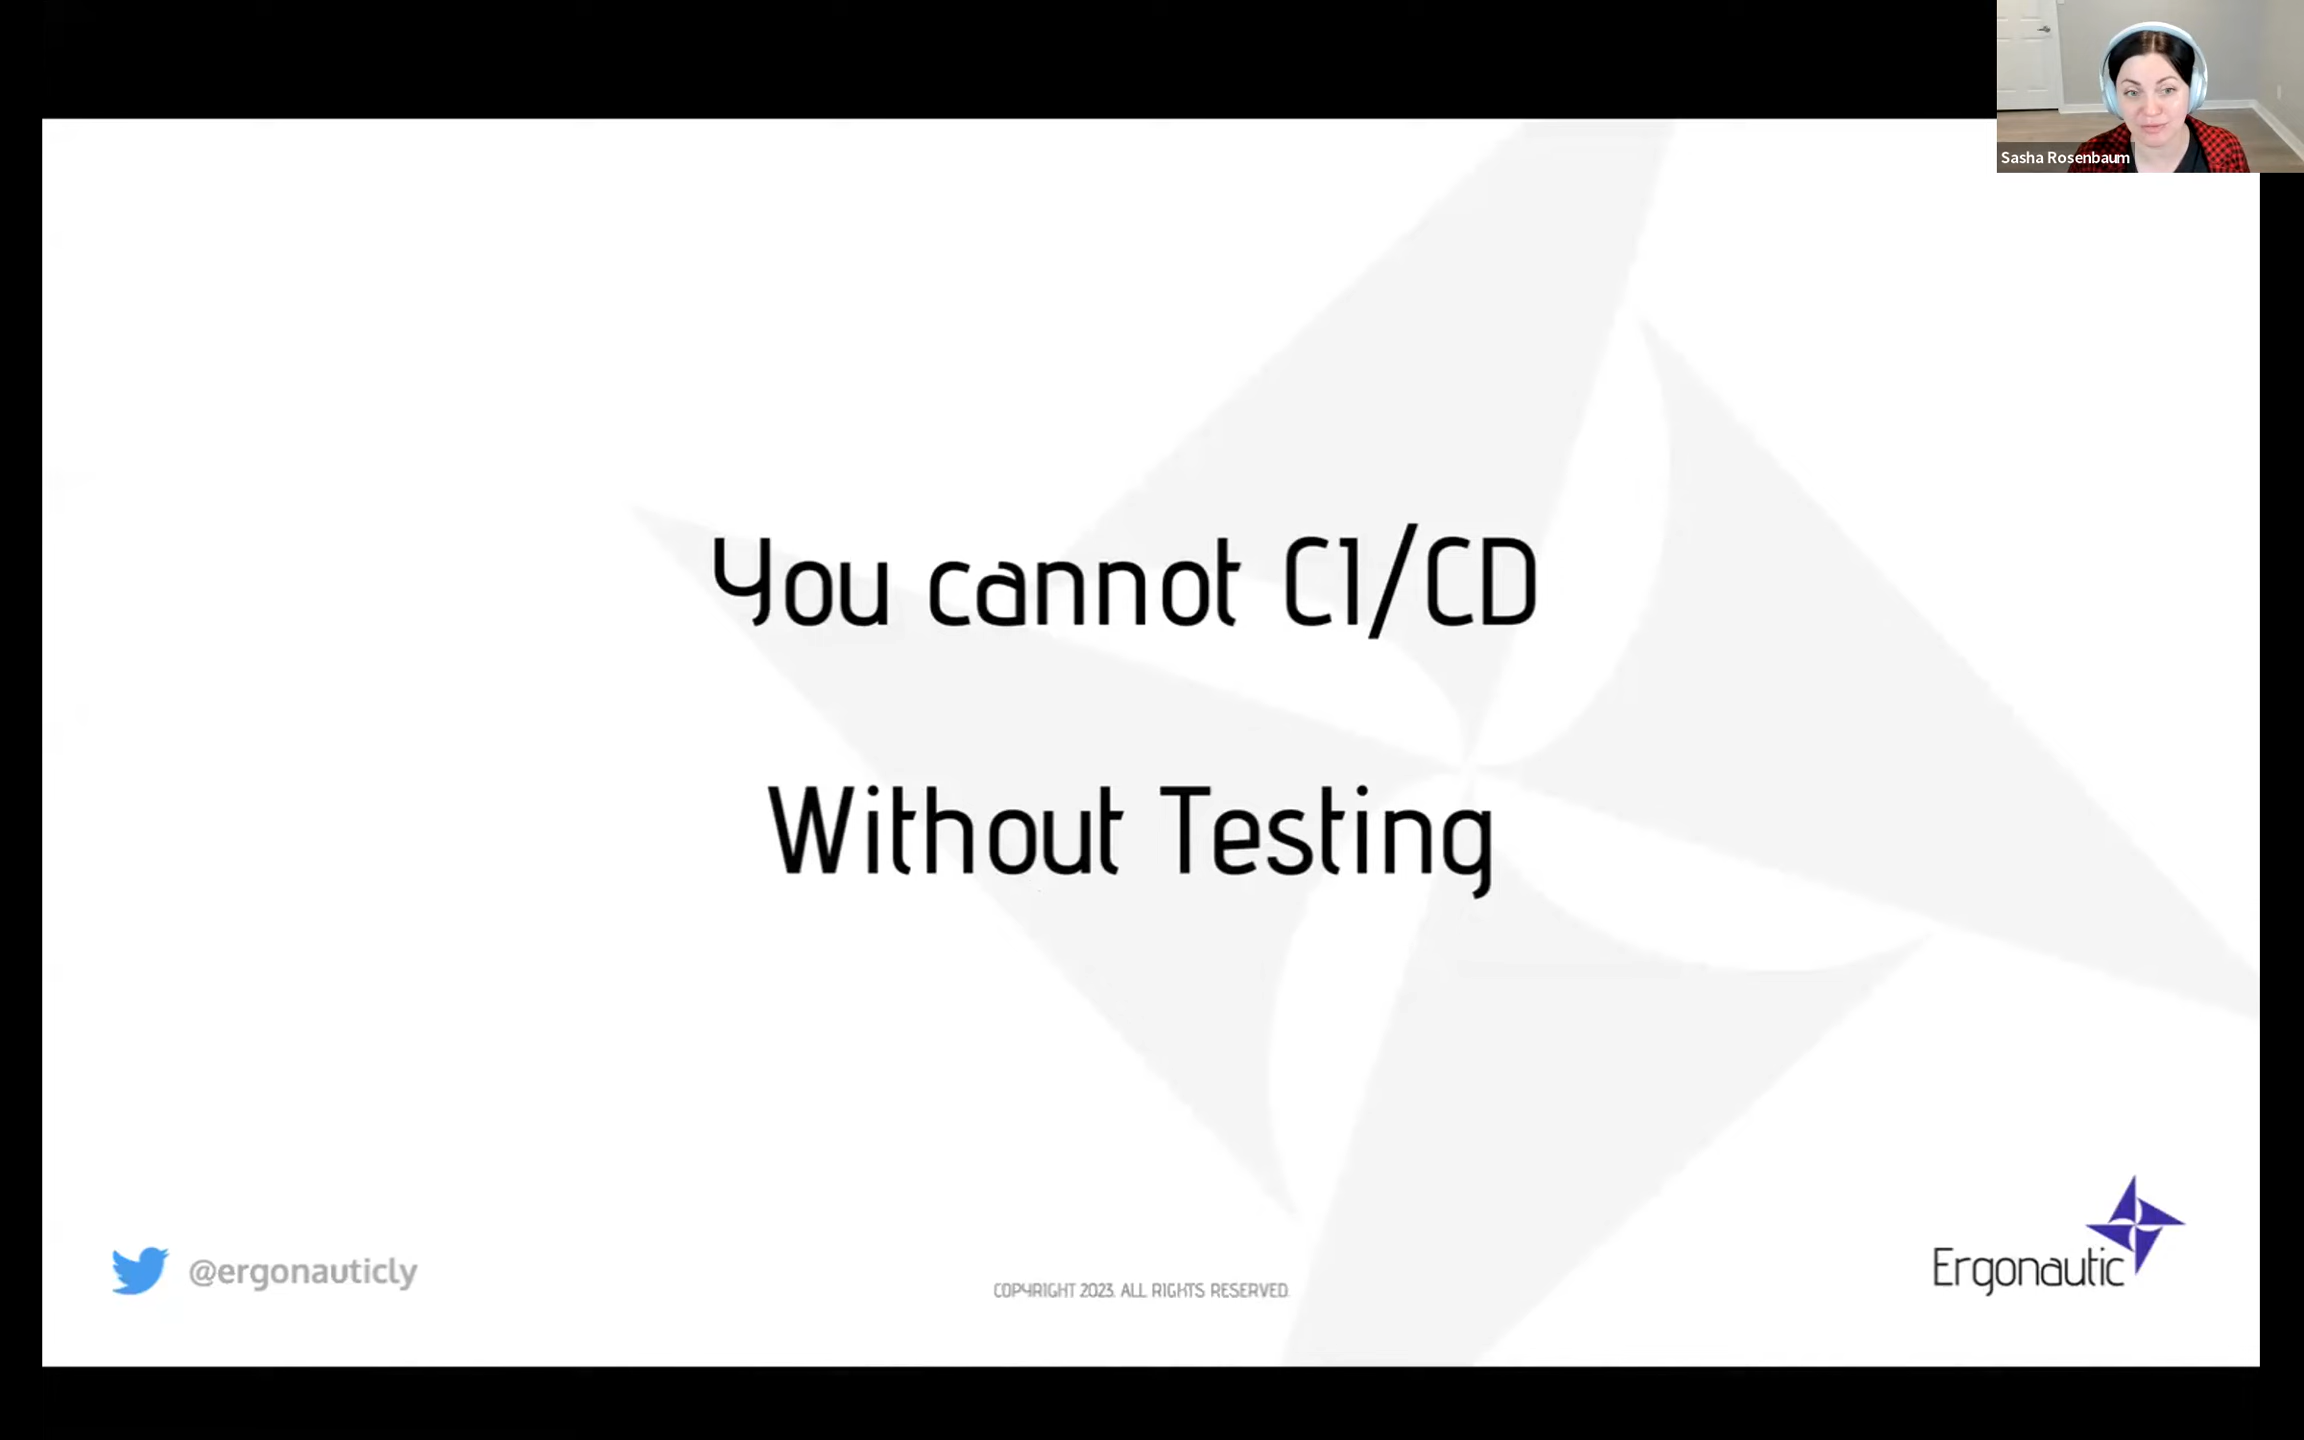 Sasha Rosenbaum
You cannot CI/CD
Without Testing
@ergonauticly
COPYRIGHT 2023. ALL RIGHTS RESERVED.
Ergonautic